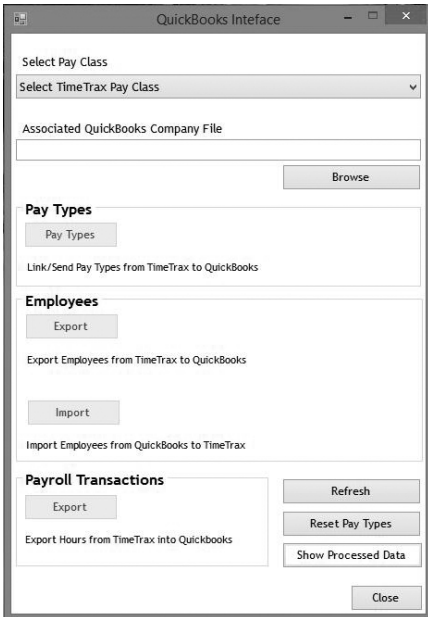 QuickBooks Inteface
Select Pay Class
Select TimeTrax Pay Class
Associated QuickBooks Company File
Browse
Pay Types
Pay Types
Link/Send Pay Types from TimeTrax to QuickBooks
Employees
Export
Export Employees from TimeTrax to QuickBooks
Import
Import Employees from QuickBooks to TimeTrax
Payroll Transactions
Export
Export Hours from TimeTrax into Quickbooks
Refresh
Reset Pay Types
Show Processed Data
Close